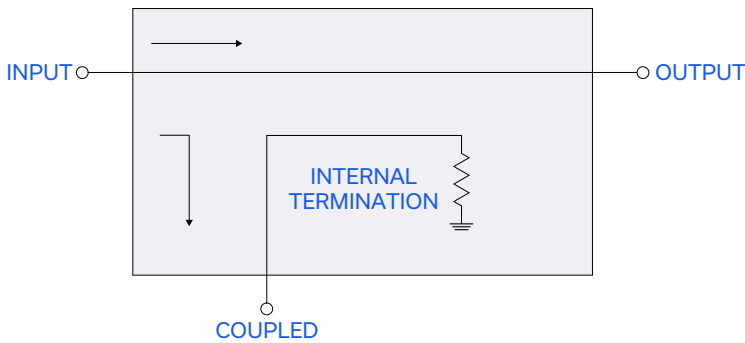 INPUT
OUTPUT
INTERNAL
TERMINATION
COUPLED